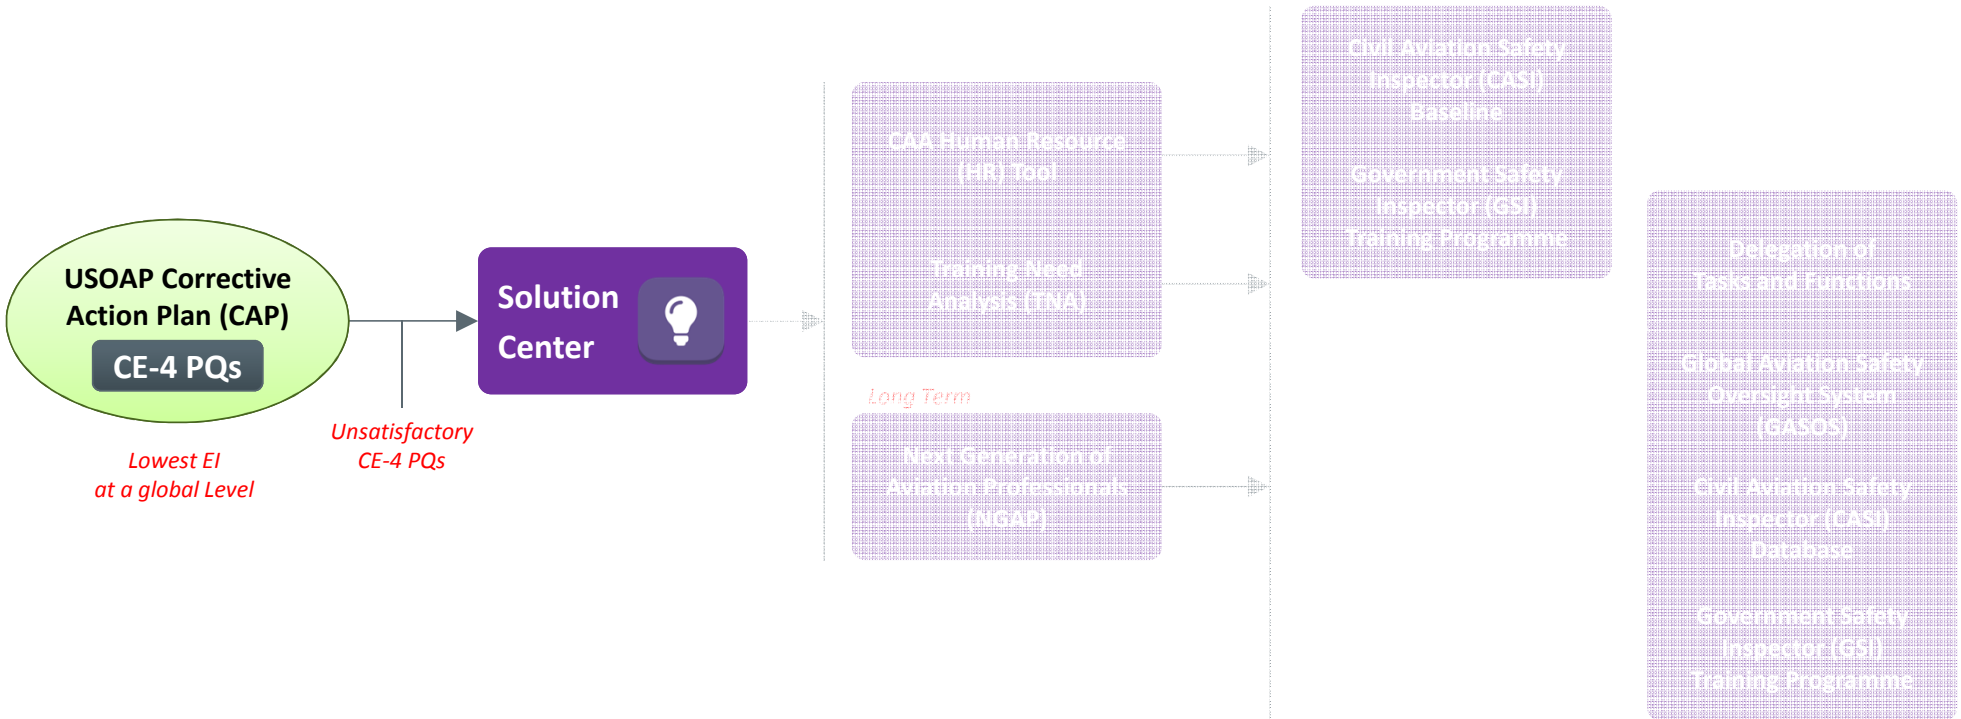 USOAP Corrective
Action Plan (CAP)
CE-4 PQs
Lowest EI
at a global Level
Unsatisfactory
CE-4 PQs
Solution
Center
CAA Human Resource
(HR) Tool
Training Need
Analysis (TNA)
Long Term
Next Generation of
Aviation Professionals
(NGAP)
Civil Aviation Safety
Inspector (CASI)
Baseline
Government Safety
Inspector (GSI)
Training Programme
Delegation of
Tasks and Functions
Global Aviation Safety
Oversight System
(GASOS)
Civil Aviation Safety
Inspector (CASI)
Database
Government Safety
Inspector (GSI)
Training Programme